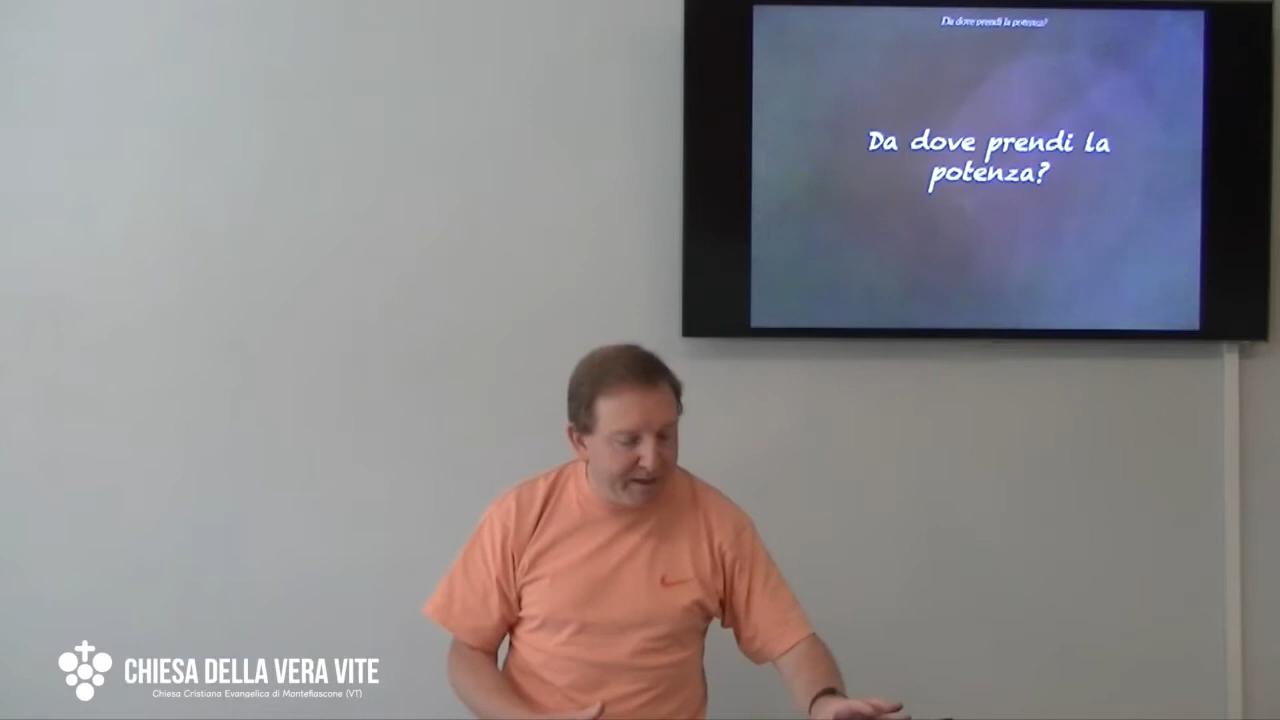 Da dove prendi la potenza?
Da dove prendi la
potenza?
CHIESA DELLA VERA VITE
Chiesa Cristiana Evangelica di Montefiascone (VT)